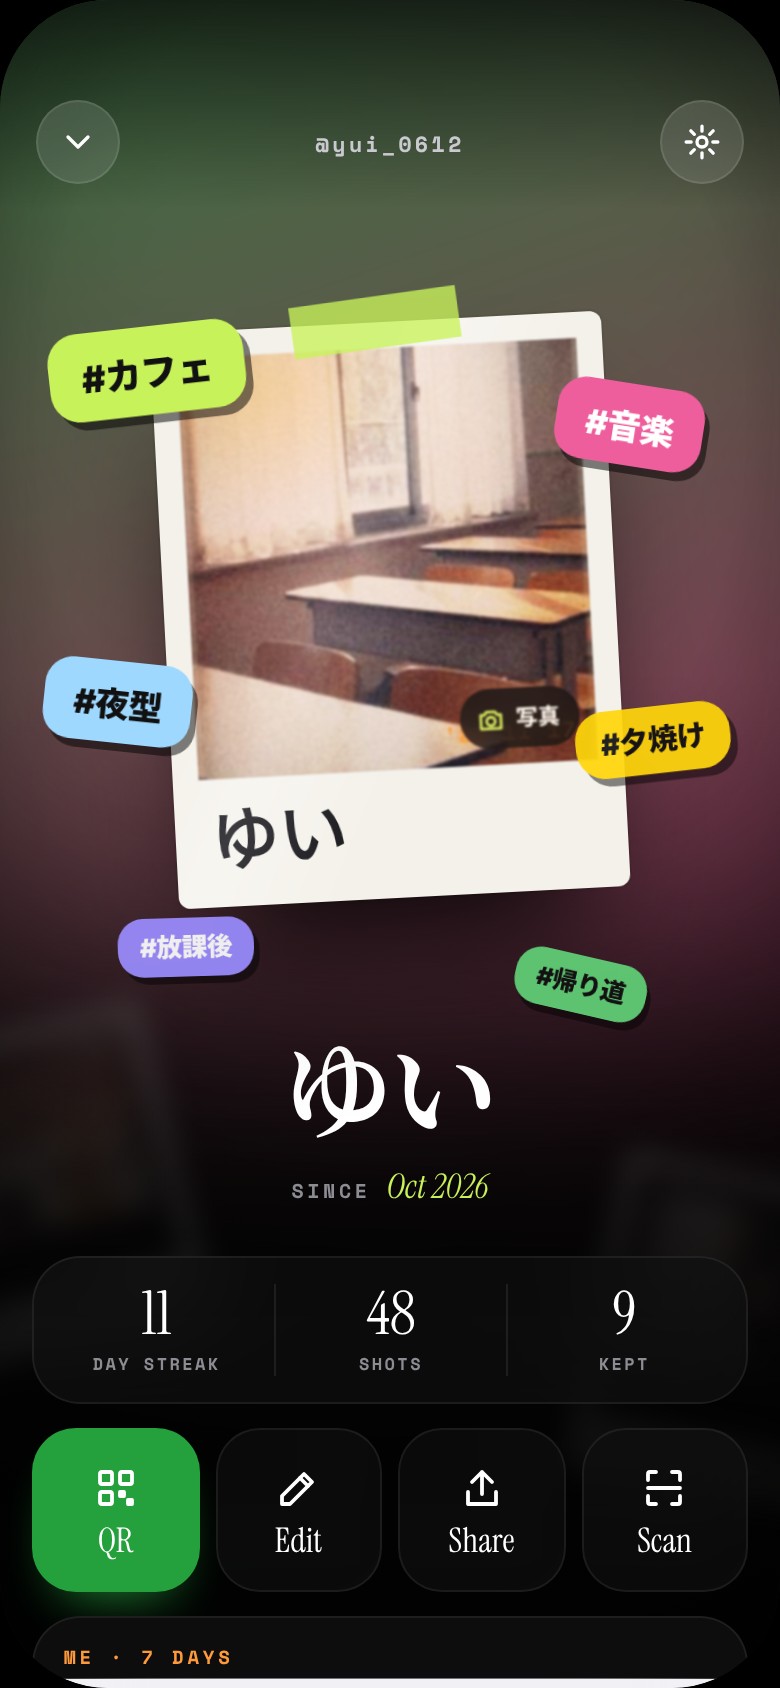 @yui_0612
#カフェ
#音楽
#夜型
写真
#夕焼け
ゆい
#放課後
#帰り道
ゆい
SINCE Oct 2026
11
DAY STREAK
48
SHOTS
9
KEPT
QR
Edit
Share
Scan
ME · 7 DAYS